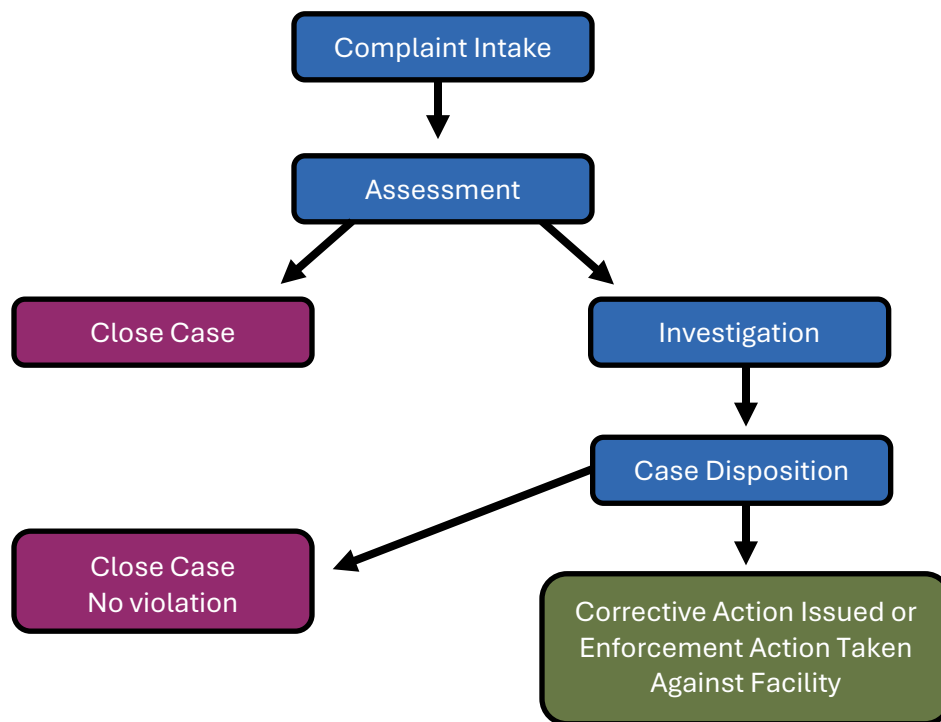 Complaint Intake
Assessment
Close Case
Investigation
Case Disposition
Close Case
No violation
Corrective Action Issued or
Enforcement Action Taken
Against Facility